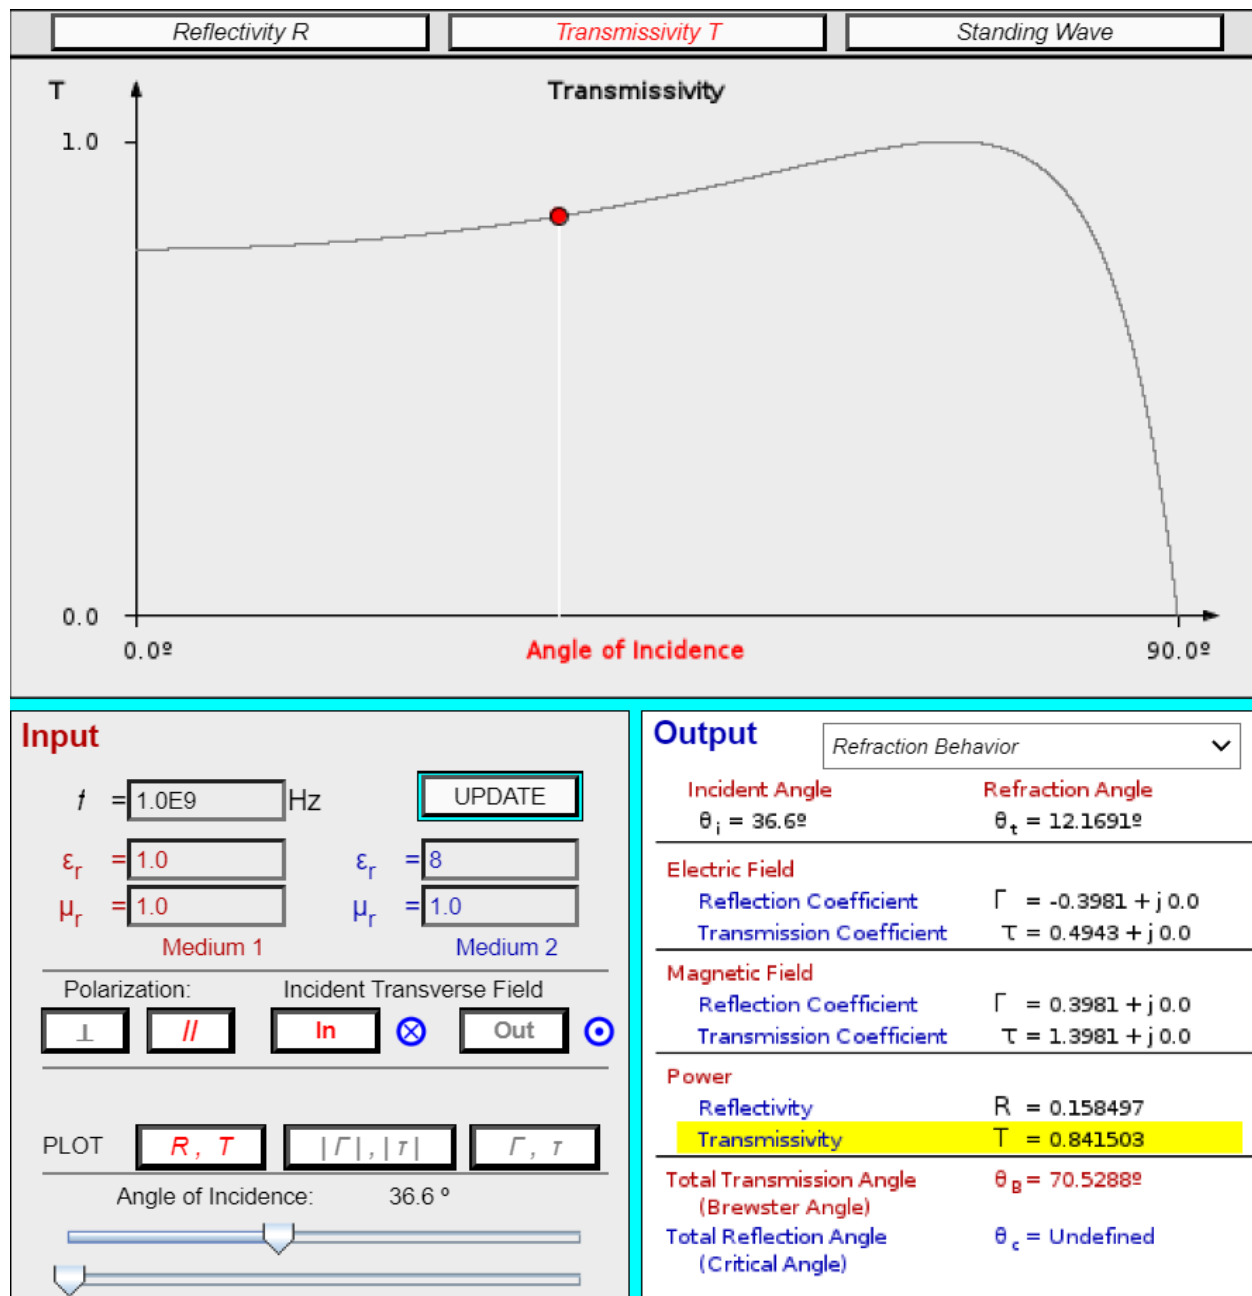 Reflectivity R
Transmissivity T
Standing Wave
T
Transmissivity
1.0
0.0
0.0º
Angle of Incidence
90.0º
Input
f = 1.0E9 Hz
UPDATE
εr = 1.0
εr = 8
μr = 1.0
μr = 1.0
Medium 1
Medium 2
Polarization:
Incident Transverse Field
⊥
//
In
⊗
Out
⊙
PLOT
R , T
|Γ| , |τ|
Γ, τ
Angle of Incidence: 36.6 º
Output
Refraction Behavior
Incident Angle
Refraction Angle
θi = 36.6º
θt = 12.1691º
Electric Field
Reflection Coefficient Γ = -0.3981 + j 0.0
Transmission Coefficient τ = 0.4943 + j 0.0
Magnetic Field
Reflection Coefficient Γ = 0.3981 + j 0.0
Transmission Coefficient τ = 1.3981 + j 0.0
Power
Reflectivity R = 0.158497
Transmissivity T = 0.841503
Total Transmission Angle θB = 70.5288º
(Brewster Angle)
Total Reflection Angle θc = Undefined
(Critical Angle)